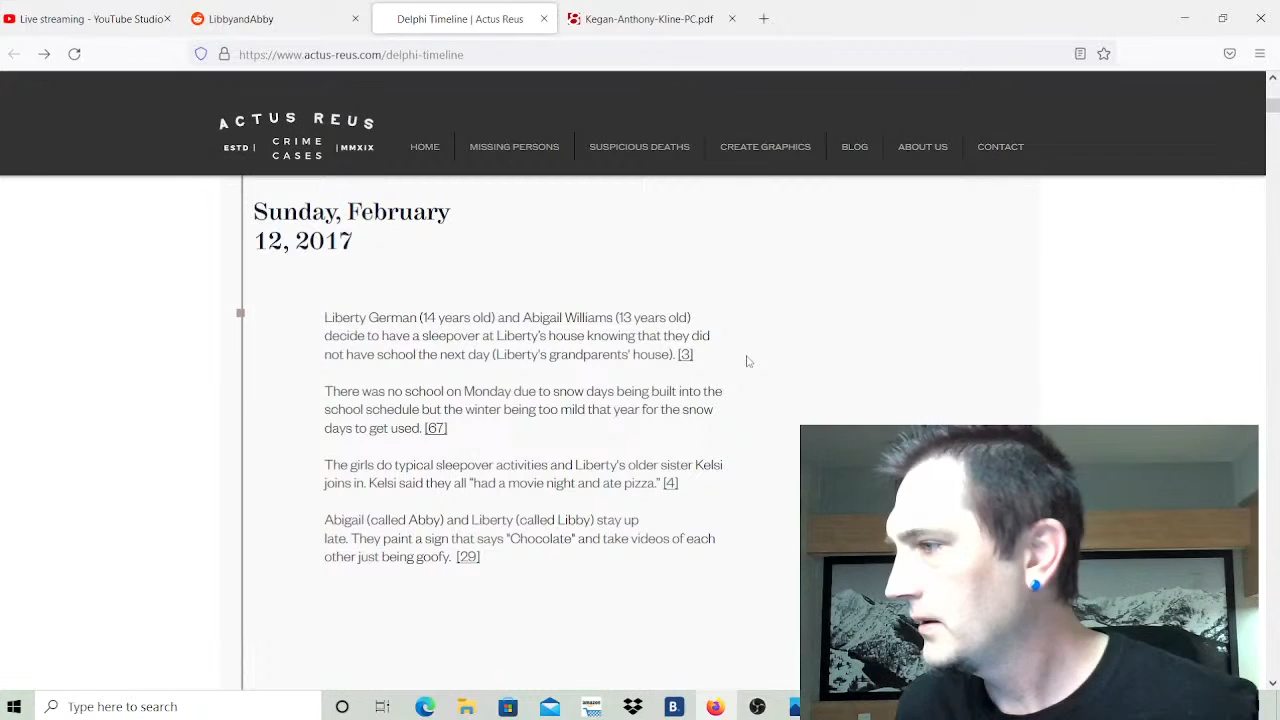 Live streaming - YouTube Studio
LibbyandAbby
Delphi Timeline | Actus Reus
Kegan-Anthony-Kline-PC.pdf
https://www.actus-reus.com/delphi-timeline
ACTUS REUS
ESTD | CRIME CASES | MMXIX
HOME
MISSING PERSONS
SUSPICIOUS DEATHS
CREATE GRAPHICS
BLOG
ABOUT US
CONTACT
Sunday, February
12, 2017
Liberty German (14 years old) and Abigail Williams (13 years old)
decide to have a sleepover at Liberty's house knowing that they did
not have school the next day (Liberty's grandparents' house). [3]
There was no school on Monday due to snow days being built into the
school schedule but the winter being too mild that year for the snow
days to get used. [67]
The girls do typical sleepover activities and Liberty's older sister Kelsi
joins in. Kelsi said they all “had a movie night and ate pizza.” [4]
Abigail (called Abby) and Liberty (called Libby) stay up
late. They paint a sign that says "Chocolate" and take videos of each
other just being goofy. [29]
Type here to search
amazon
B